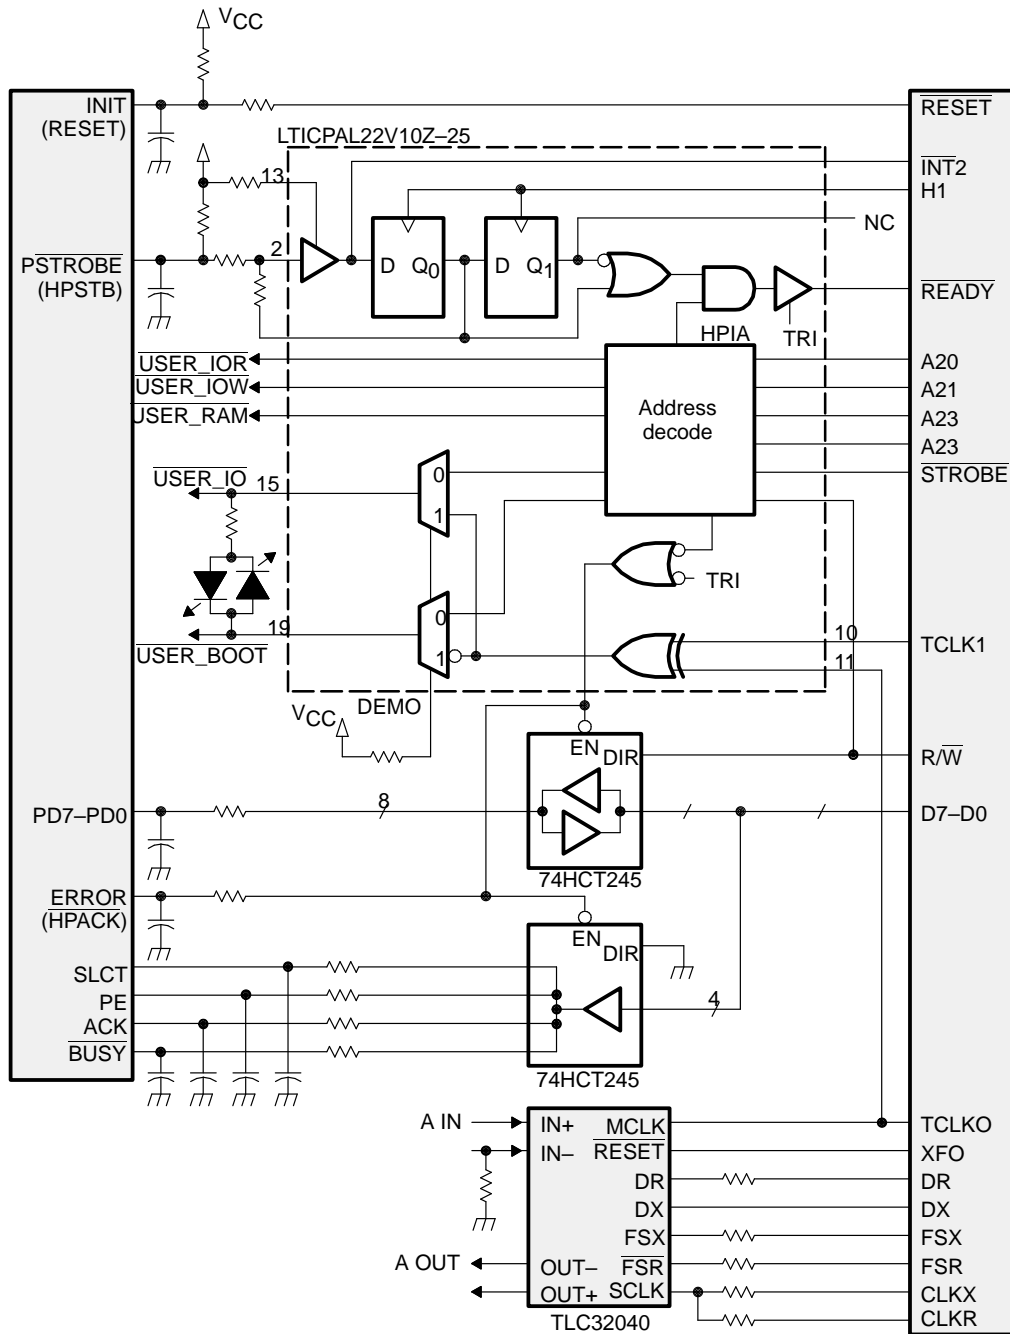 VCC
INIT
(RESET)
RESET
LTICPAL22V10Z–25
INT2
13
H1
NC
PSTROBE
(HPSTB)
2
D Q0
D Q1
READY
HPIA
TRI
USER_IOR
A20
USER_IOW
A21
USER_RAM
Address
decode
A23
A23
0
STROBE
USER_IO
15
1
TRI
0
19
USER_BOOT
1
10
TCLK1
11
VCC
DEMO
EN
DIR
R/W
PD7–PD0
8
D7–D0
74HCT245
ERROR
(HPACK)
EN
DIR
SLCT
PE
4
ACK
BUSY
74HCT245
A IN
IN+
MCLK
TCLKO
IN–
RESET
XFO
DR
DR
DX
DX
FSX
FSX
A OUT
OUT–
FSR
FSR
OUT+
SCLK
CLKX
CLKR
TLC32040